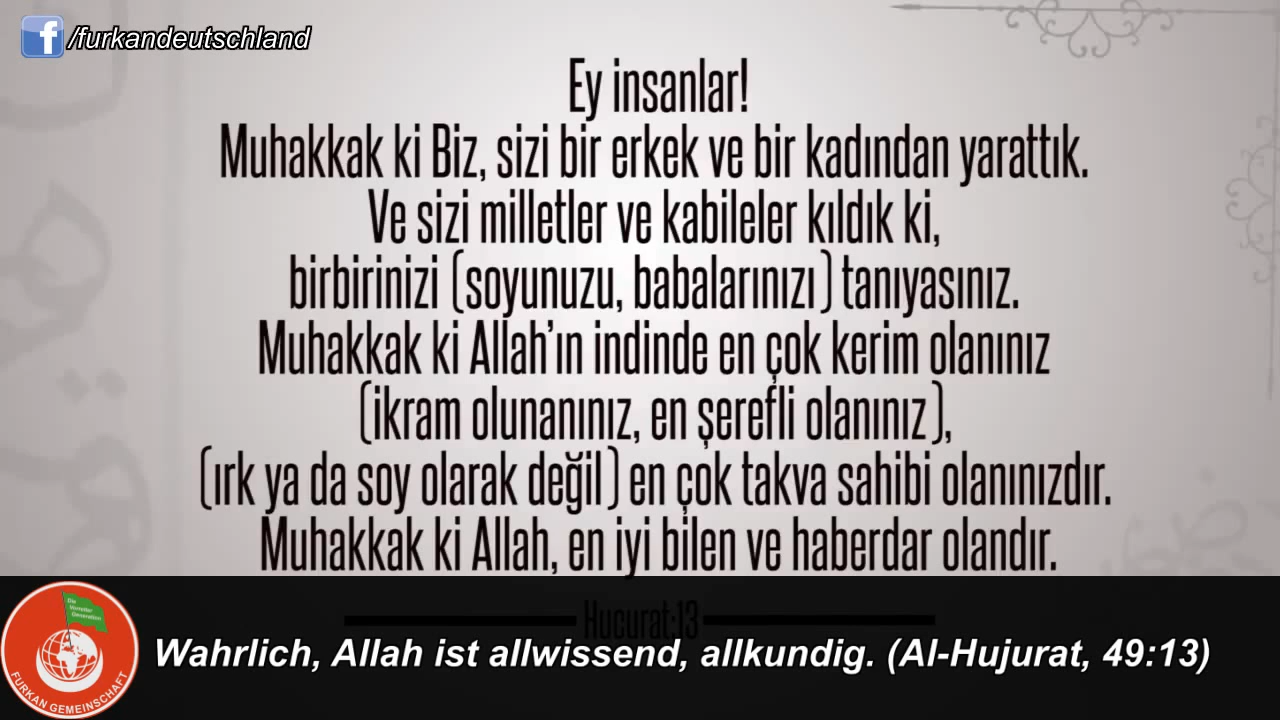 /furkandeutschland
Ey insanlar!
Muhakkak ki Biz, sizi bir erkek ve bir kadından yarattık.
Ve sizi milletler ve kabileler kıldık ki,
birbirinizi (soyunuzu, babalarınızı) tanıyasınız.
Muhakkak ki Allah’ın indinde en çok kerim olanınız
(ikram olunanınız, en şerefli olanınız),
(ırk ya da soy olarak değil) en çok takva sahibi olanınızdır.
Muhakkak ki Allah, en iyi bilen ve haberdar olandır.
Hucurat:13
Wahrlich, Allah ist allwissend, allkundig. (Al-Hujurat, 49:13)
Die
Vorreiter
Generation
FURKAN GEMEINSCHAFT